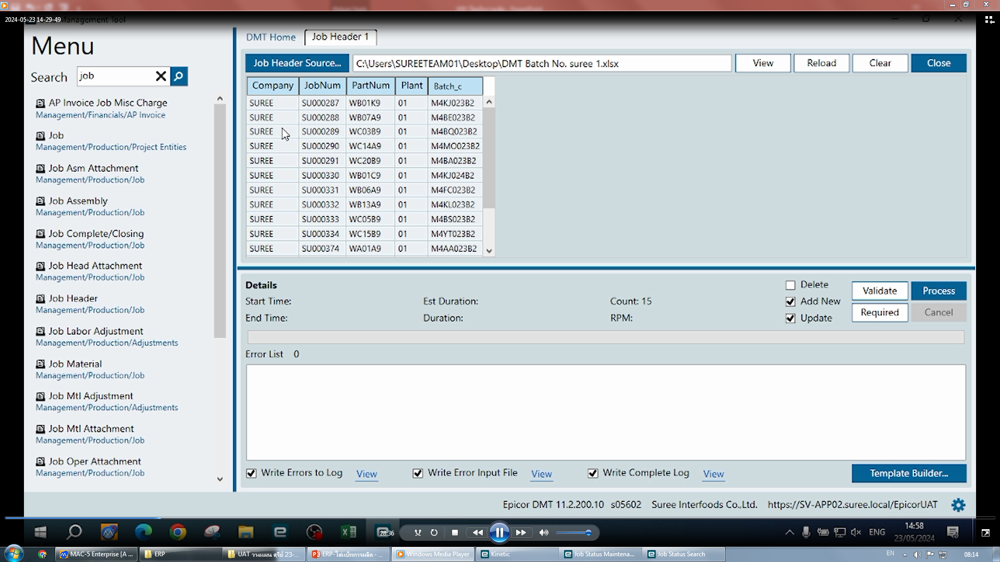 2024-05-23 14-29-49
Management Tool
Menu
Search job
AP Invoice Job Misc Charge
Management/Financials/AP Invoice
Job
Management/Production/Project Entities
Job Asm Attachment
Management/Production/Job
Job Assembly
Management/Production/Job
Job Complete/Closing
Management/Production/Job
Job Head Attachment
Management/Production/Job
Job Header
Management/Production/Job
Job Labor Adjustment
Management/Production/Adjustments
Job Material
Management/Production/Job
Job Mtl Adjustment
Management/Production/Adjustments
Job Mtl Attachment
Management/Production/Job
Job Oper Attachment
Management/Production/Job
DMT Home Job Header 1
Job Header Source... C:\Users\SUREETEAM01\Desktop\DMT Batch No. suree 1.xlsx View Reload Clear Close
Company JobNum PartNum Plant Batch_c
SUREE SU000287 WB01K9 01 M4KJ023B2
SUREE SU000288 WB07A9 01 M4BE023B2
SUREE SU000289 WC03B9 01 M4BQ023B2
SUREE SU000290 WC14A9 01 M4MO023B2
SUREE SU000291 WC20B9 01 M4BA023B2
SUREE SU000330 WB01C9 01 M4KJ024B2
SUREE SU000331 WB06A9 01 M4FC023B2
SUREE SU000332 WB13A9 01 M4KL023B2
SUREE SU000333 WC05B9 01 M4BS023B2
SUREE SU000334 WC15B9 01 M4YT023B2
SUREE SU000374 WA01A9 01 M4AA023B2
Details Delete Validate Process
Start Time: Est Duration: Count: 15 Add New
End Time: Duration: RPM: Update Required Cancel
Error List 0
Write Errors to Log View Write Error Input File View Write Complete Log View Template Builder...
Epicor DMT 11.2.200.10 s05602 Suree Interfoods Co.,Ltd. https://SV-APP02.suree.local/EpicorUAT
28:36 ENG 14:58
23/05/2024
MAC-5 Enterprise [A ... ERP UAT วางแผน สุรีย์ 23-... ERP-ใส่แบ็ทการผลิต - ... Windows Media Player Kinetic Job Status Maintena... Job Status Search EN 08:14